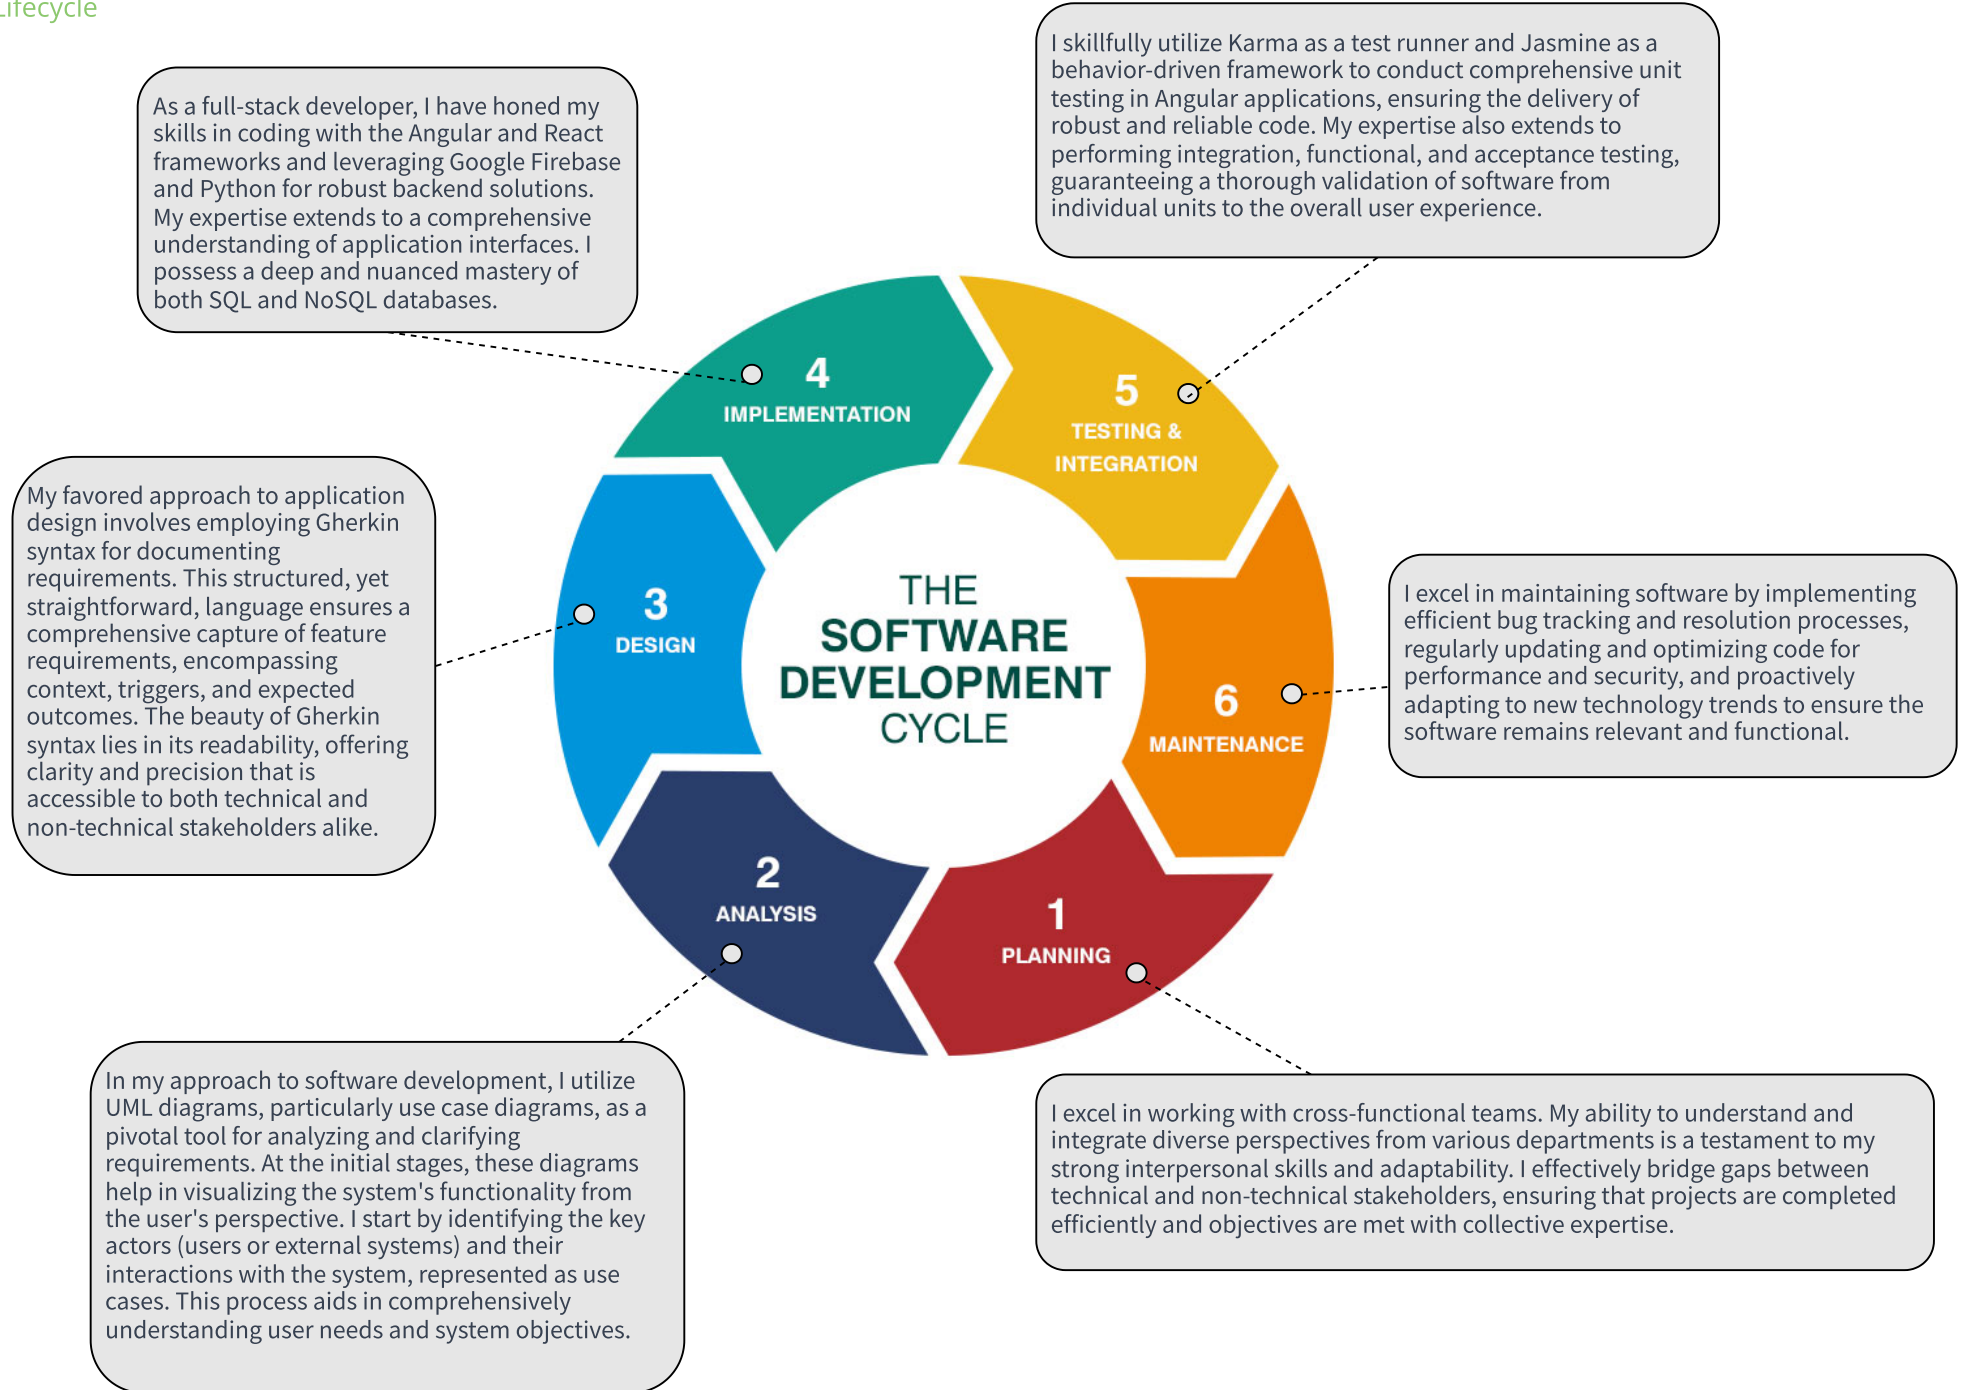 Lifecycle
As a full-stack developer, I have honed my
skills in coding with the Angular and React
frameworks and leveraging Google Firebase
and Python for robust backend solutions.
My expertise extends to a comprehensive
understanding of application interfaces. I
possess a deep and nuanced mastery of
both SQL and NoSQL databases.
I skillfully utilize Karma as a test runner and Jasmine as a
behavior-driven framework to conduct comprehensive unit
testing in Angular applications, ensuring the delivery of
robust and reliable code. My expertise also extends to
performing integration, functional, and acceptance testing,
guaranteeing a thorough validation of software from
individual units to the overall user experience.
4
IMPLEMENTATION
5
TESTING &
INTEGRATION
My favored approach to application
design involves employing Gherkin
syntax for documenting
requirements. This structured, yet
straightforward, language ensures a
comprehensive capture of feature
requirements, encompassing
context, triggers, and expected
outcomes. The beauty of Gherkin
syntax lies in its readability, offering
clarity and precision that is
accessible to both technical and
non-technical stakeholders alike.
3
DESIGN
THE
SOFTWARE
DEVELOPMENT
CYCLE
6
MAINTENANCE
I excel in maintaining software by implementing
efficient bug tracking and resolution processes,
regularly updating and optimizing code for
performance and security, and proactively
adapting to new technology trends to ensure the
software remains relevant and functional.
2
ANALYSIS
1
PLANNING
In my approach to software development, I utilize
UML diagrams, particularly use case diagrams, as a
pivotal tool for analyzing and clarifying
requirements. At the initial stages, these diagrams
help in visualizing the system's functionality from
the user's perspective. I start by identifying the key
actors (users or external systems) and their
interactions with the system, represented as use
cases. This process aids in comprehensively
understanding user needs and system objectives.
I excel in working with cross-functional teams. My ability to understand and
integrate diverse perspectives from various departments is a testament to my
strong interpersonal skills and adaptability. I effectively bridge gaps between
technical and non-technical stakeholders, ensuring that projects are completed
efficiently and objectives are met with collective expertise.